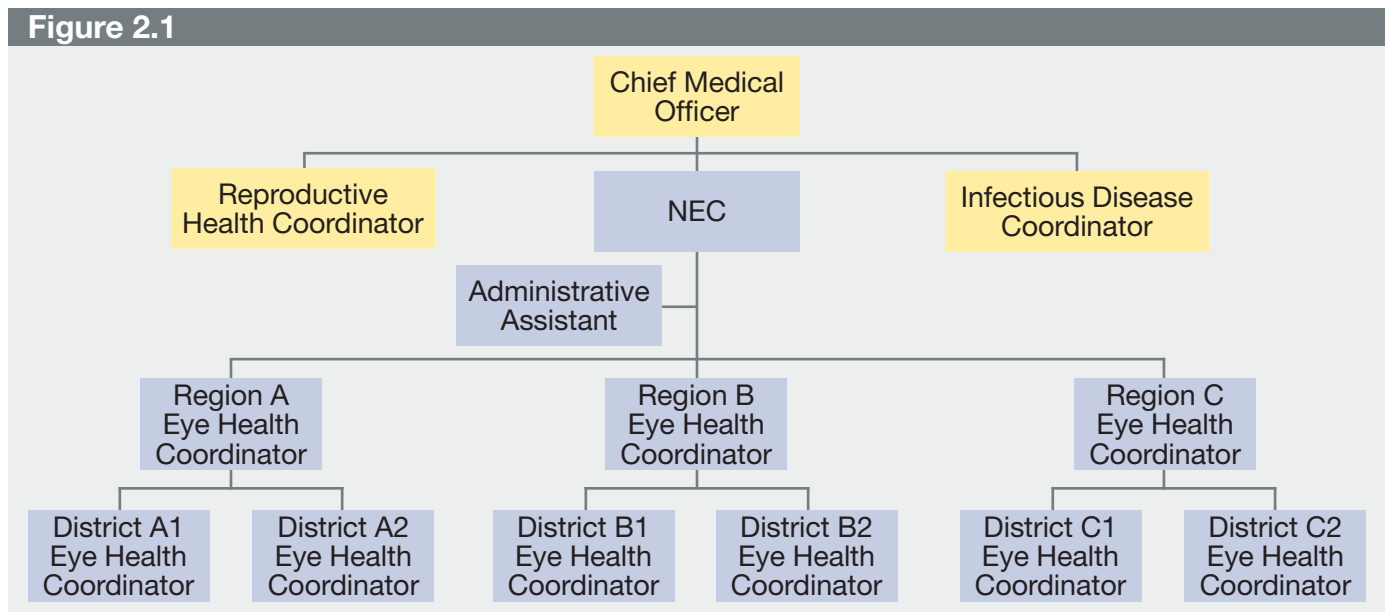 Figure 2.1
Chief Medical
Officer
Reproductive
Health Coordinator
NEC
Infectious Disease
Coordinator
Administrative
Assistant
Region A
Eye Health
Coordinator
Region B
Eye Health
Coordinator
Region C
Eye Health
Coordinator
District A1
Eye Health
Coordinator
District A2
Eye Health
Coordinator
District B1
Eye Health
Coordinator
District B2
Eye Health
Coordinator
District C1
Eye Health
Coordinator
District C2
Eye Health
Coordinator